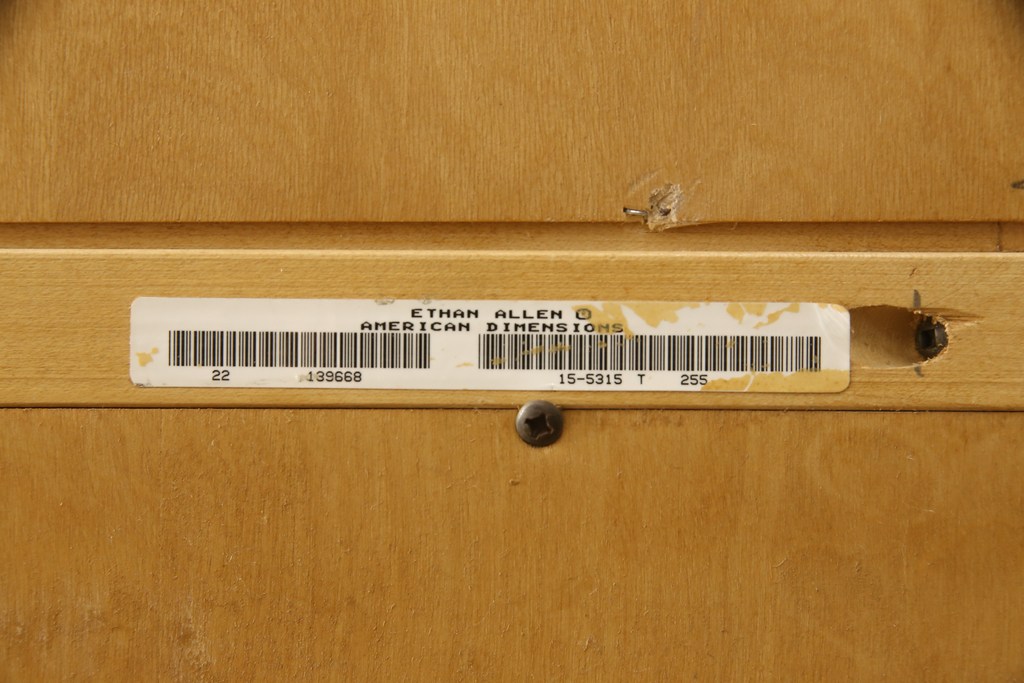 ETHAN ALLEN ®
AMERICAN DIMENSIONS
22 139668 15-5315 T 255